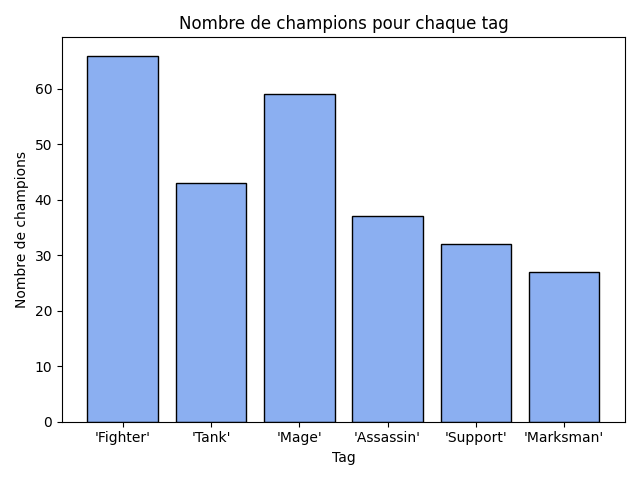 Nombre de champions pour chaque tag
Nombre de champions
60
50
40
30
20
10
0
'Fighter' 'Tank' 'Mage' 'Assassin' 'Support' 'Marksman'
Tag